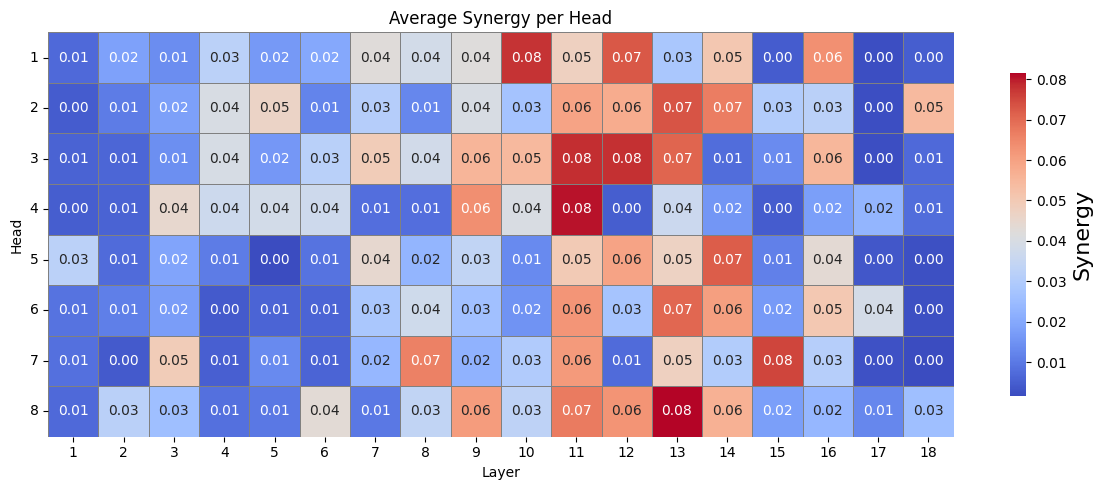 Average Synergy per Head
1 0.01 0.02 0.01 0.03 0.02 0.02 0.04 0.04 0.04 0.08 0.05 0.07 0.03 0.05 0.00 0.06 0.00 0.00
2 0.00 0.01 0.02 0.04 0.05 0.01 0.03 0.01 0.04 0.03 0.06 0.06 0.07 0.07 0.03 0.03 0.00 0.05
3 0.01 0.01 0.01 0.04 0.02 0.03 0.05 0.04 0.06 0.05 0.08 0.08 0.07 0.01 0.01 0.06 0.00 0.01
4 0.00 0.01 0.04 0.04 0.04 0.04 0.01 0.01 0.06 0.04 0.08 0.00 0.04 0.02 0.00 0.02 0.02 0.01
5 0.03 0.01 0.02 0.01 0.00 0.01 0.04 0.02 0.03 0.01 0.05 0.06 0.05 0.07 0.01 0.04 0.00 0.00
6 0.01 0.01 0.02 0.00 0.01 0.01 0.03 0.04 0.03 0.02 0.06 0.03 0.07 0.06 0.02 0.05 0.04 0.00
7 0.01 0.00 0.05 0.01 0.01 0.01 0.02 0.07 0.02 0.03 0.06 0.01 0.05 0.03 0.08 0.03 0.00 0.00
8 0.01 0.03 0.03 0.01 0.01 0.04 0.01 0.03 0.06 0.03 0.07 0.06 0.08 0.06 0.02 0.02 0.01 0.03
1 2 3 4 5 6 7 8 9 10 11 12 13 14 15 16 17 18
Layer
Head
0.08
0.07
0.06
0.05
0.04
0.03
0.02
0.01
Synergy